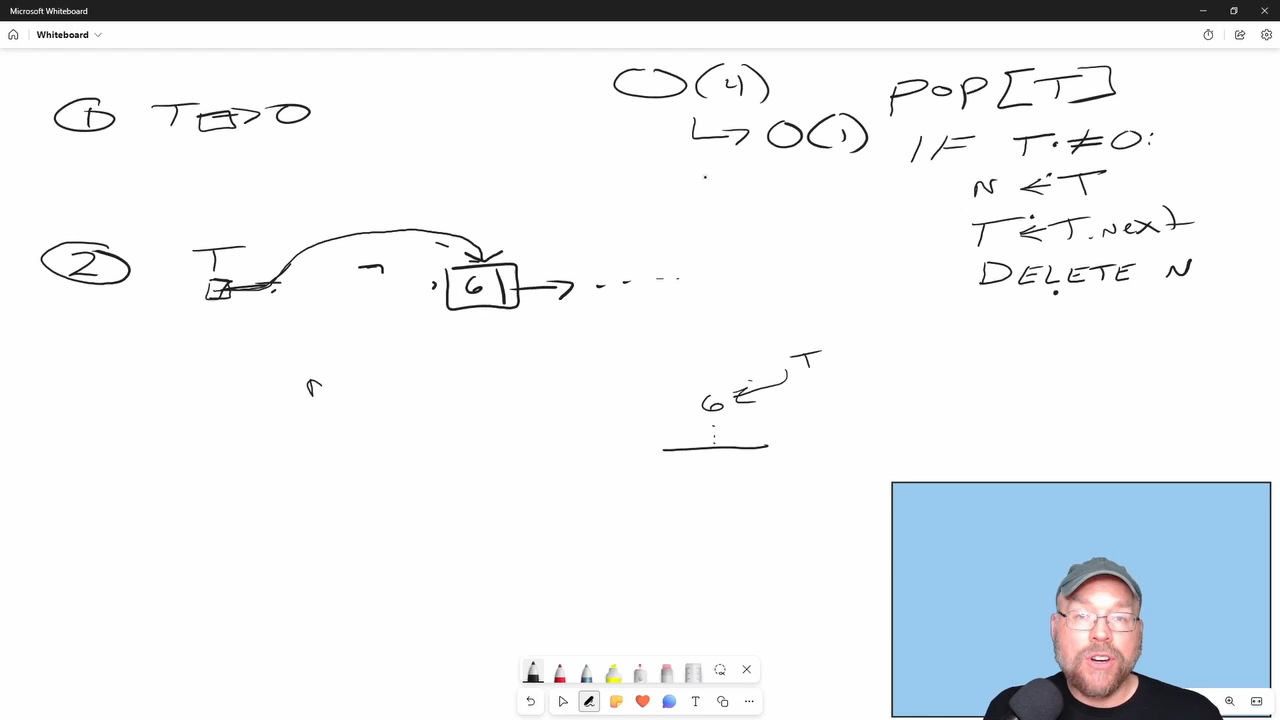 Microsoft Whiteboard
Whiteboard
① T → 0
O(4)
↳ O(1)
POP[T]
IF T ≠ 0:
N ← T
T ← T.Next
DELETE N
② T
6
T
6
T